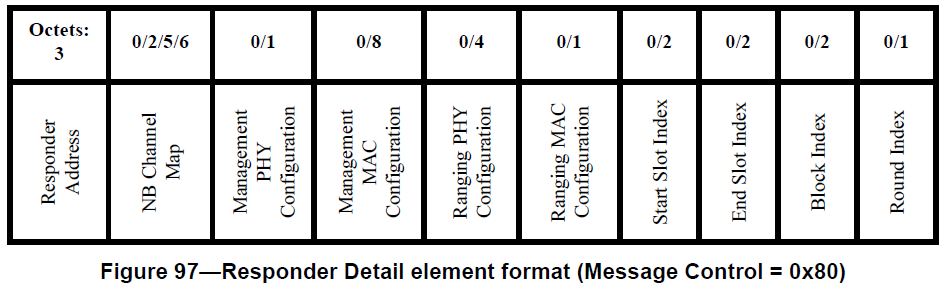 Octets:
3
0/2/5/6
0/1
0/8
0/4
0/1
0/2
0/2
0/2
0/1
Responder
Address
NB Channel
Map
Management
PHY
Configuration
Management
MAC
Configuration
Ranging PHY
Configuration
Ranging MAC
Configuration
Start Slot Index
End Slot Index
Block Index
Round Index
Figure 97—Responder Detail element format (Message Control = 0x80)